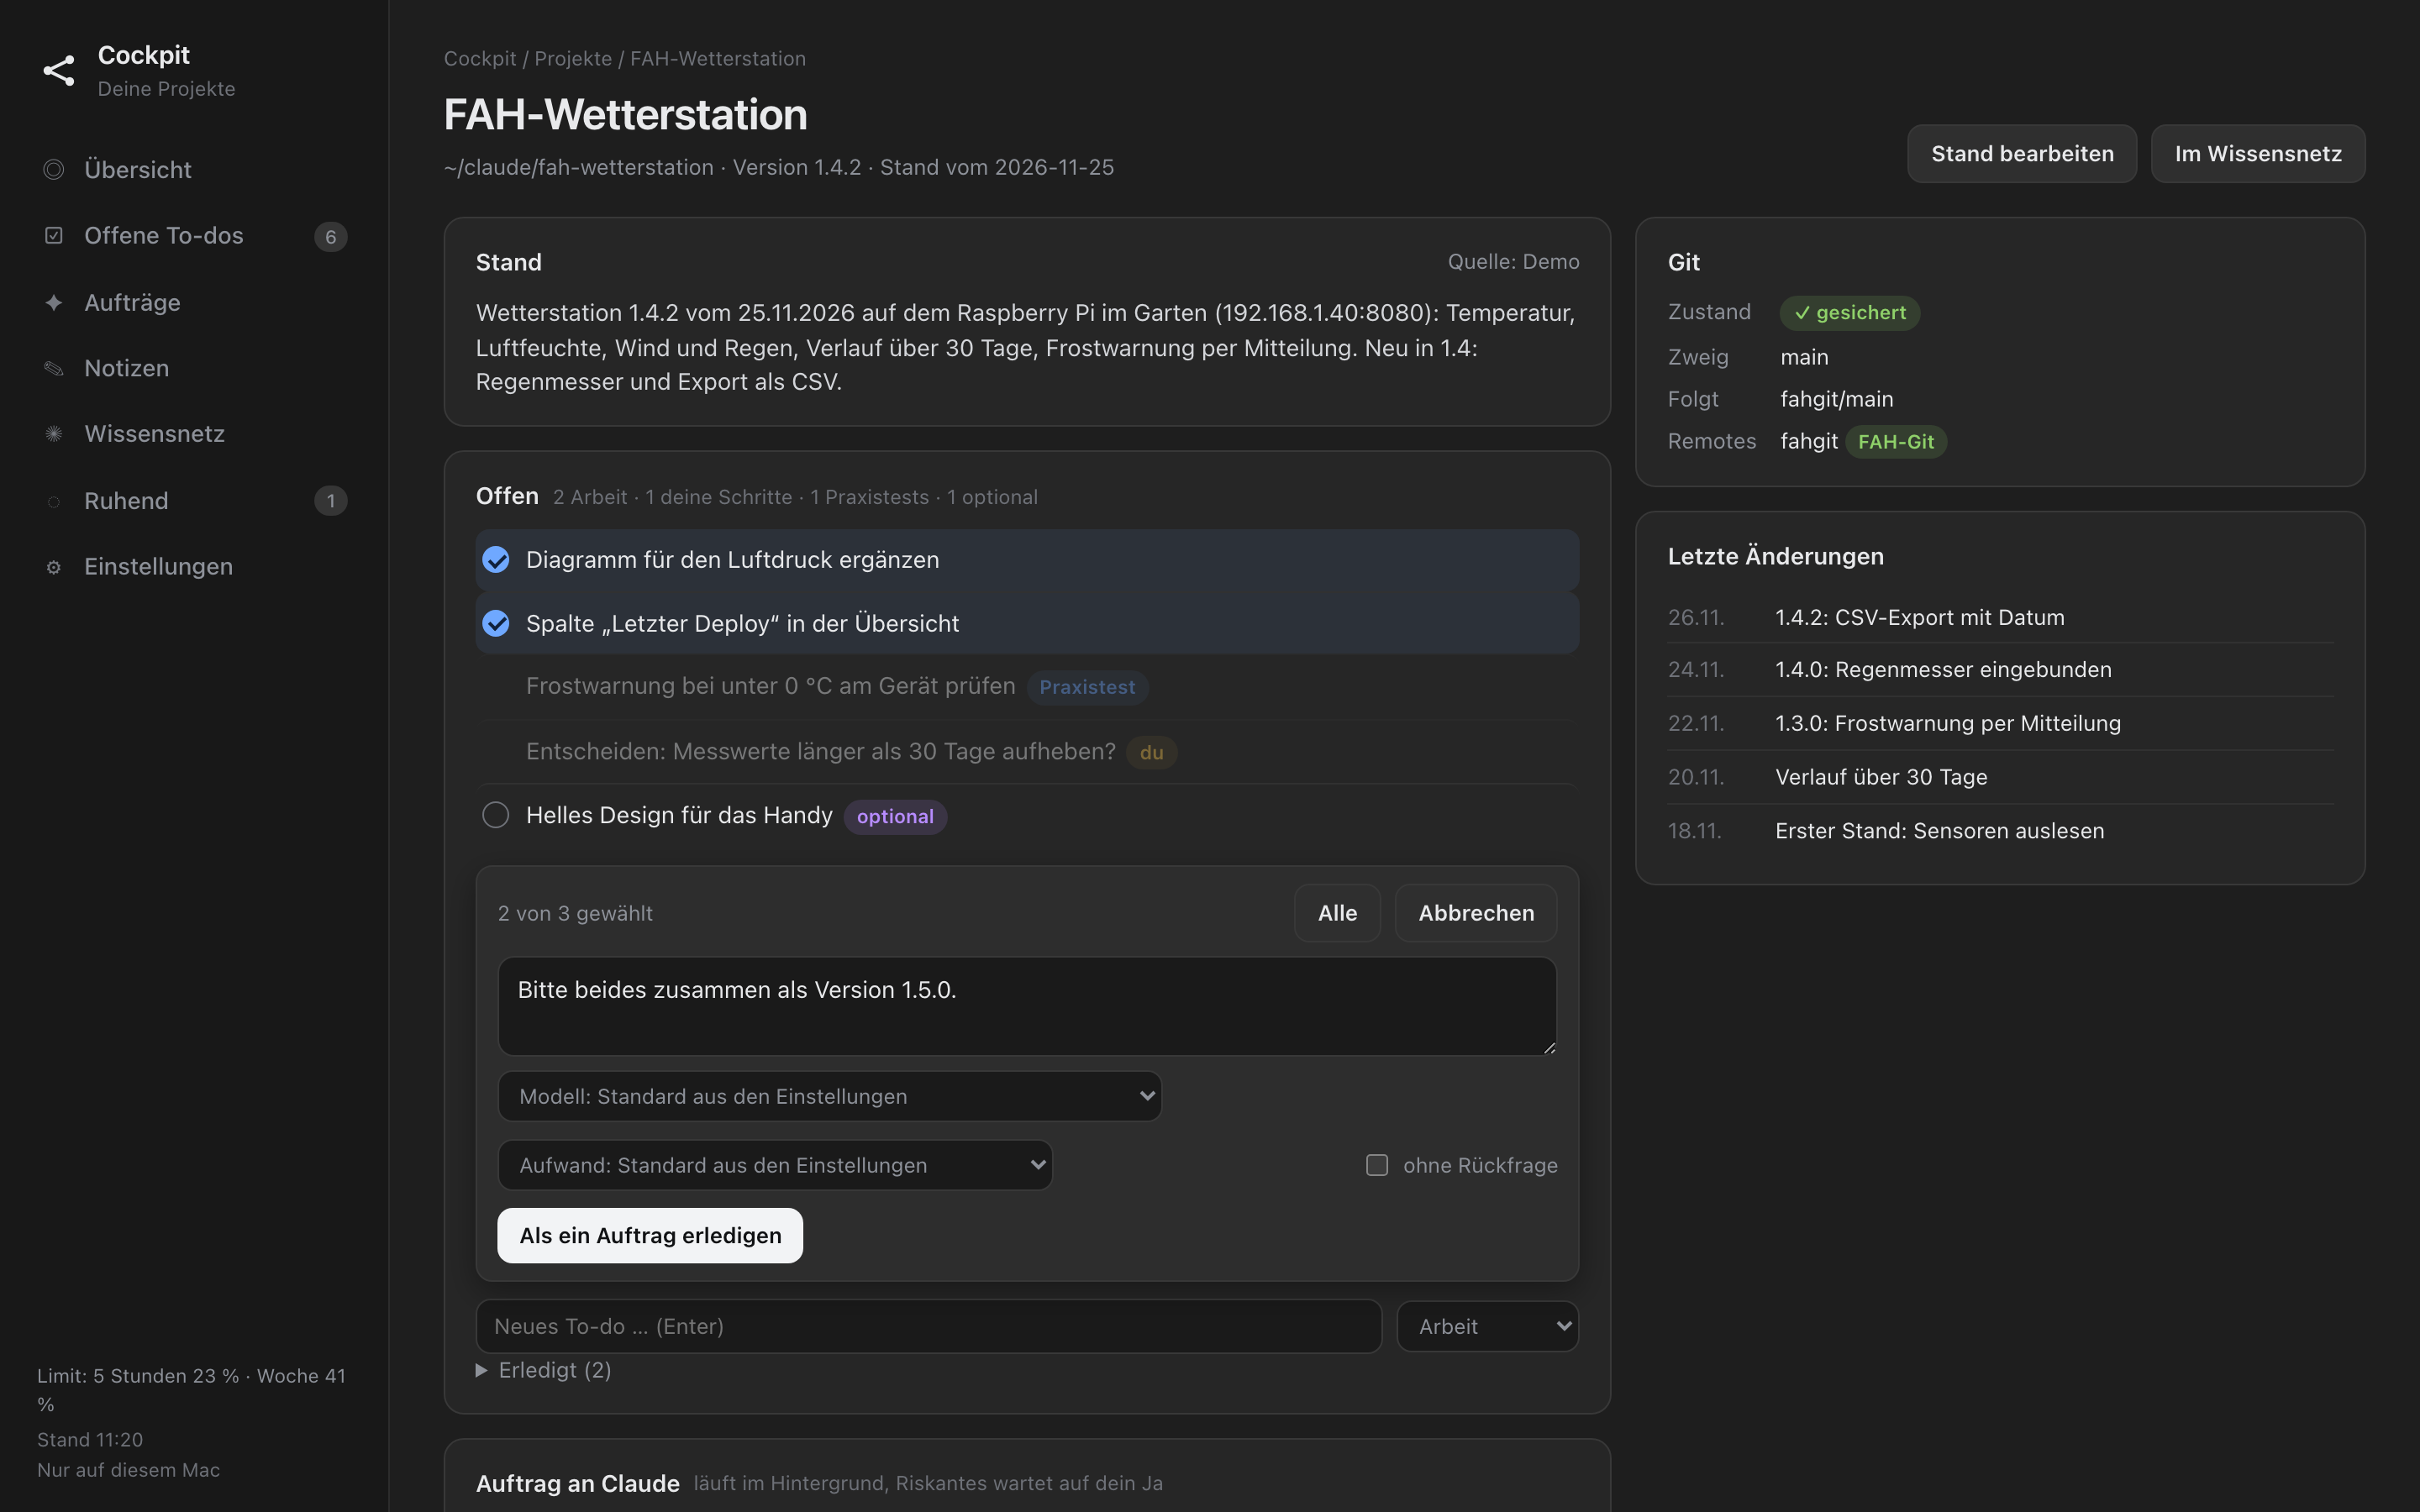 Cockpit
Deine Projekte
Übersicht
Offene To-dos 6
Aufträge
Notizen
Wissensnetz
Ruhend 1
Einstellungen
Limit: 5 Stunden 23 % · Woche 41
%
Stand 11:20
Nur auf diesem Mac
Cockpit / Projekte / FAH-Wetterstation
FAH-Wetterstation
~/claude/fah-wetterstation · Version 1.4.2 · Stand vom 2026-11-25
Stand bearbeiten
Im Wissensnetz
Stand
Quelle: Demo
Wetterstation 1.4.2 vom 25.11.2026 auf dem Raspberry Pi im Garten (192.168.1.40:8080): Temperatur,
Luftfeuchte, Wind und Regen, Verlauf über 30 Tage, Frostwarnung per Mitteilung. Neu in 1.4:
Regenmesser und Export als CSV.
Offen 2 Arbeit · 1 deine Schritte · 1 Praxistests · 1 optional
Diagramm für den Luftdruck ergänzen
Spalte „Letzter Deploy“ in der Übersicht
Frostwarnung bei unter 0 °C am Gerät prüfen Praxistest
Entscheiden: Messwerte länger als 30 Tage aufheben? du
Helles Design für das Handy optional
2 von 3 gewählt
Alle
Abbrechen
Bitte beides zusammen als Version 1.5.0.
Modell: Standard aus den Einstellungen
Aufwand: Standard aus den Einstellungen
ohne Rückfrage
Als ein Auftrag erledigen
Neues To-do … (Enter)
Arbeit
Erledigt (2)
Auftrag an Claude läuft im Hintergrund, Riskantes wartet auf dein Ja
Git
Zustand ✓ gesichert
Zweig main
Folgt fahgit/main
Remotes fahgit FAH-Git
Letzte Änderungen
26.11. 1.4.2: CSV-Export mit Datum
24.11. 1.4.0: Regenmesser eingebunden
22.11. 1.3.0: Frostwarnung per Mitteilung
20.11. Verlauf über 30 Tage
18.11. Erster Stand: Sensoren auslesen